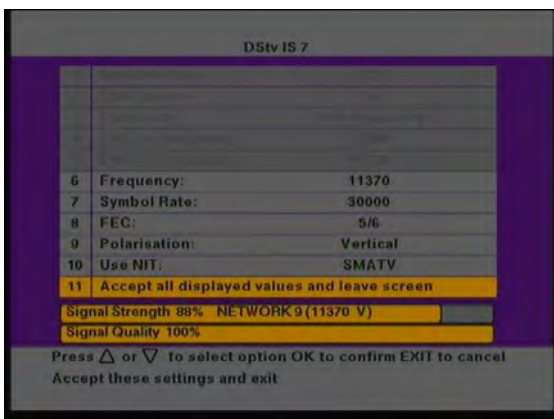 DStv IS 7
6 Frequency: 11370
7 Symbol Rate: 30000
8 FEC: 5/6
9 Polarisation: Vertical
10 Use NIT: SMATV
11 Accept all displayed values and leave screen
Signal Strength 88% NETWORK 9 (11370 V)
Signal Quality 100%
Press △ or ▽ to select option OK to confirm EXIT to cancel
Accept these settings and exit